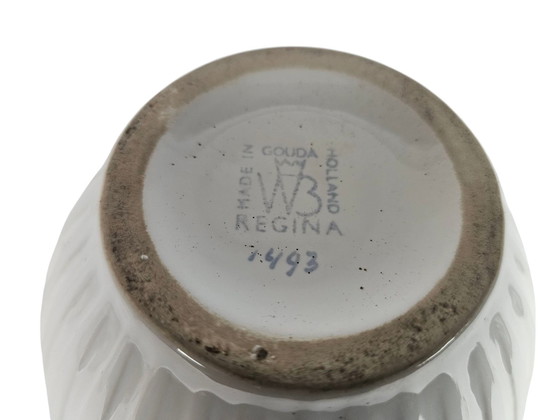 GOUDA
MADE IN
HOLLAND
WB
REGINA
1493